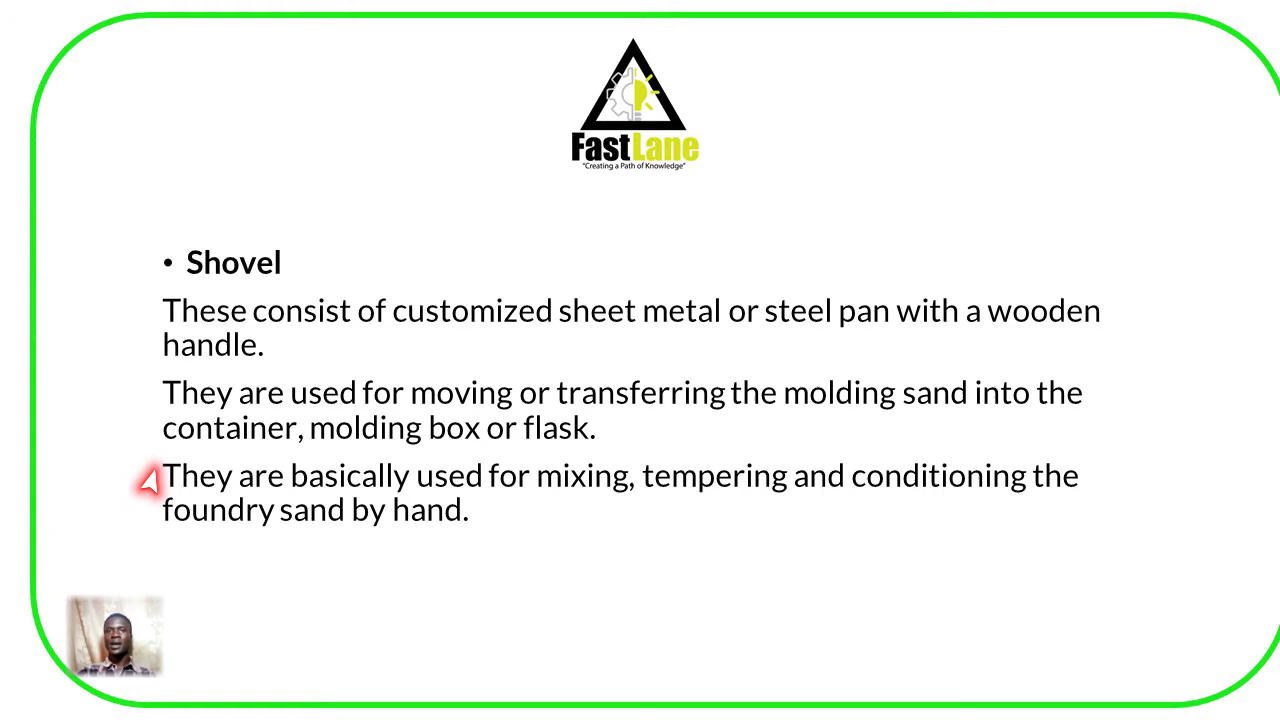 FastLane
"Creating a Path of Knowledge"
• Shovel
These consist of customized sheet metal or steel pan with a wooden
handle.
They are used for moving or transferring the molding sand into the
container, molding box or flask.
They are basically used for mixing, tempering and conditioning the
foundry sand by hand.